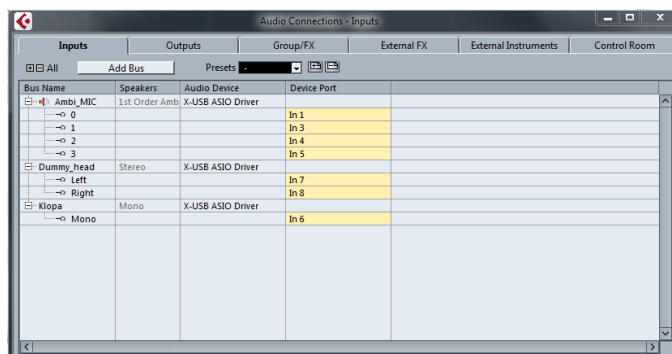 Audio Connections - Inputs
Inputs Outputs Group/FX External FX External Instruments Control Room
All Add Bus Presets -
Bus Name Speakers Audio Device Device Port
Ambi_MIC 1st Order Amb X-USB ASIO Driver
0 In 1
1 In 3
2 In 4
3 In 5
Dummy_head Stereo X-USB ASIO Driver
Left In 7
Right In 8
Klopa Mono X-USB ASIO Driver
Mono In 6